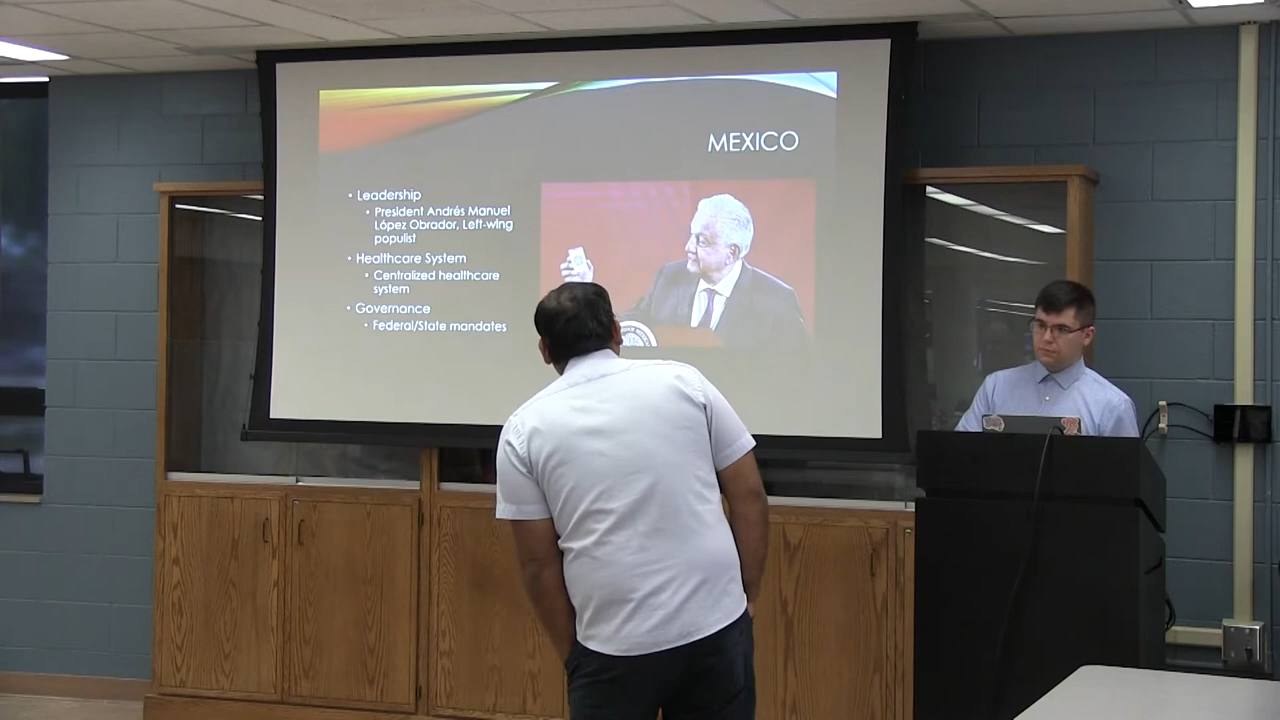 MEXICO
• Leadership
• President Andrés Manuel
López Obrador, Left-wing
populist
• Healthcare System
• Centralized healthcare
system
• Governance
• Federal/State mandates